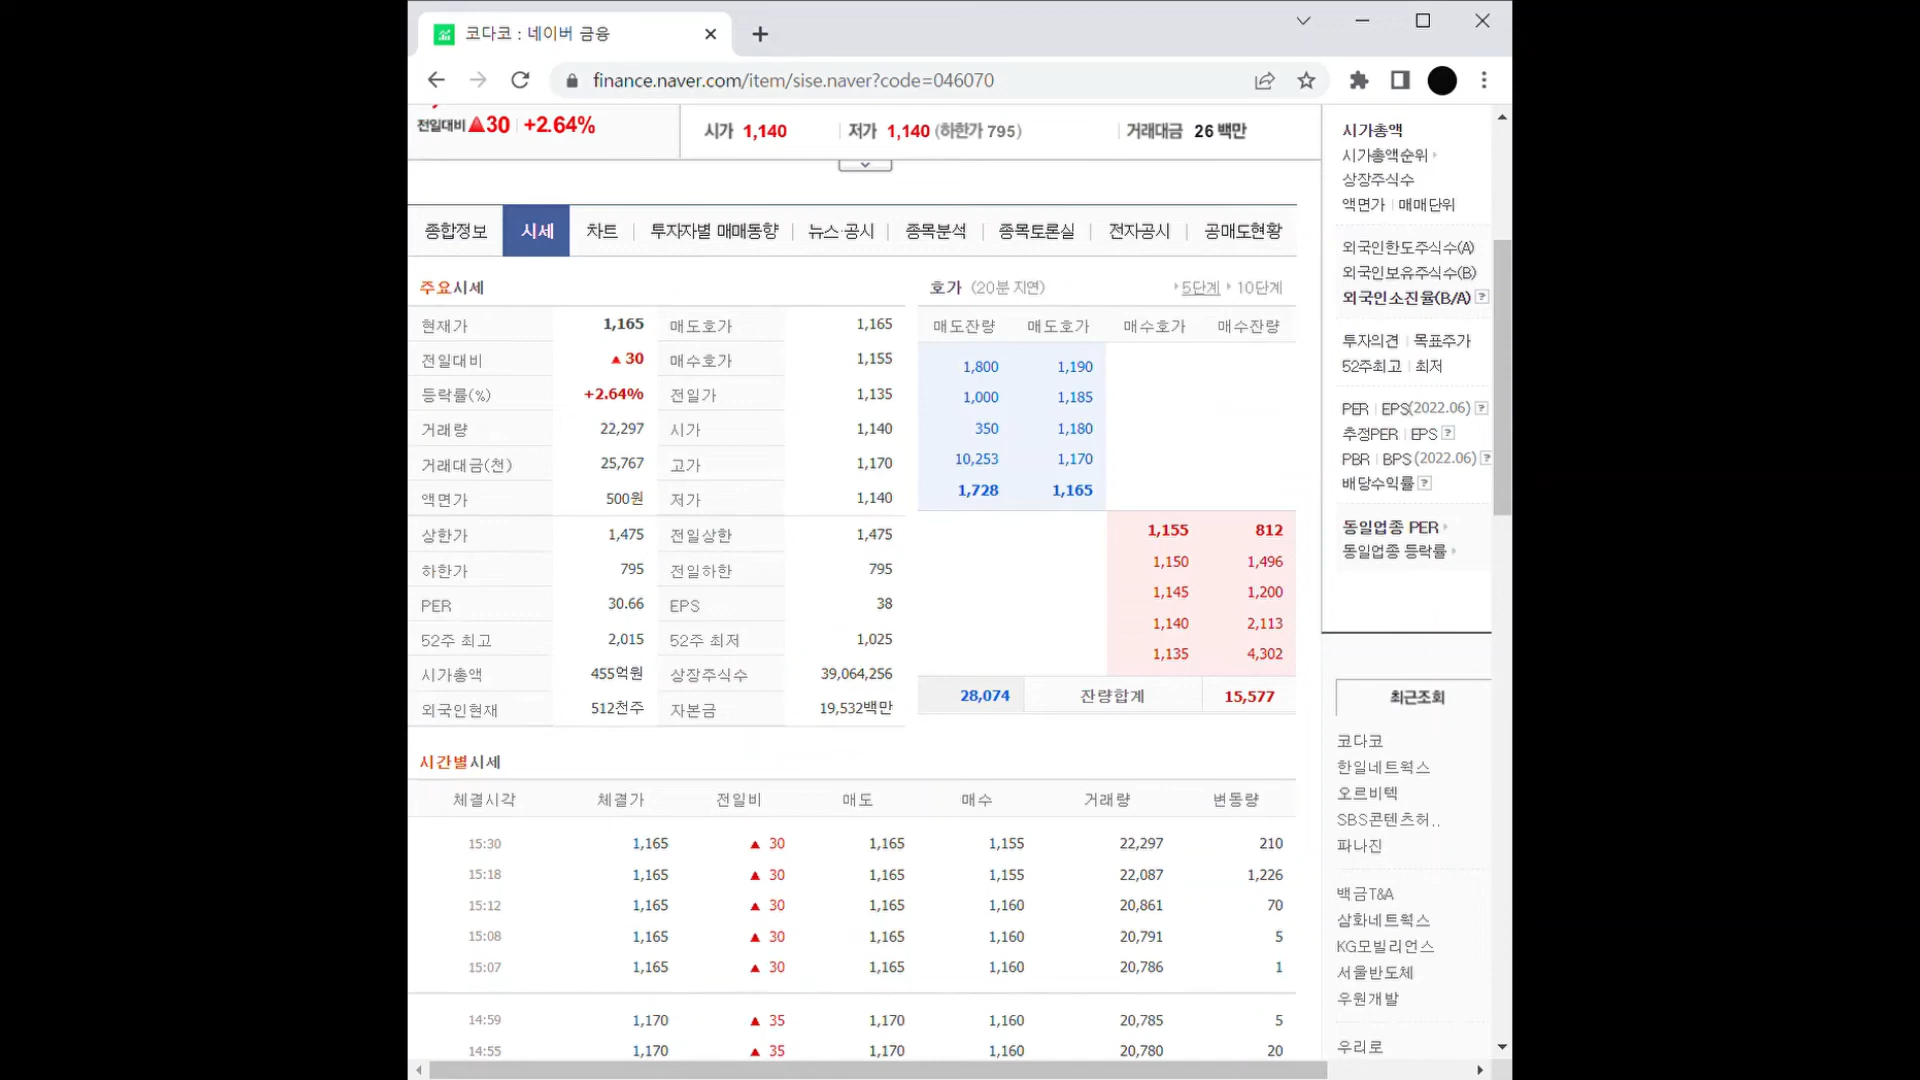 코다코 : 네이버 금융
finance.naver.com/item/sise.naver?code=046070
전일대비 ▲30 +2.64%
시가 1,140 저가 1,140 (하한가 795) 거래대금 26 백만
종합정보 시세 차트 투자자별 매매동향 뉴스·공시 종목분석 종목토론실 전자공시 공매도현황
주요시세
현재가 1,165 매도호가 1,165
전일대비 ▲ 30 매수호가 1,155
등락률(%) +2.64% 전일가 1,135
거래량 22,297 시가 1,140
거래대금(천) 25,767 고가 1,170
액면가 500원 저가 1,140
상한가 1,475 전일상한 1,475
하한가 795 전일하한 795
PER 30.66 EPS 38
52주 최고 2,015 52주 최저 1,025
시가총액 455억원 상장주식수 39,064,256
외국인현재 512천주 자본금 19,532백만
호가 (20분 지연) 5단계 10단계
매도잔량 매도호가 매수호가 매수잔량
1,800 1,190
1,000 1,185
350 1,180
10,253 1,170
1,728 1,165
1,155 812
1,150 1,496
1,145 1,200
1,140 2,113
1,135 4,302
28,074 잔량합계 15,577
시간별시세
체결시각 체결가 전일비 매도 매수 거래량 변동량
15:30 1,165 ▲ 30 1,165 1,155 22,297 210
15:18 1,165 ▲ 30 1,165 1,155 22,087 1,226
15:12 1,165 ▲ 30 1,165 1,160 20,861 70
15:08 1,165 ▲ 30 1,165 1,160 20,791 5
15:07 1,165 ▲ 30 1,165 1,160 20,786 1
14:59 1,170 ▲ 35 1,170 1,160 20,785 5
14:55 1,170 ▲ 35 1,170 1,160 20,780 20
시가총액
시가총액순위
상장주식수
액면가 매매단위
외국인한도주식수(A)
외국인보유주식수(B)
외국인소진율(B/A) ?
투자의견 목표주가
52주최고 최저
PER EPS(2022.06) ?
추정PER EPS ?
PBR BPS (2022.06) ?
배당수익률 ?
동일업종 PER
동일업종 등락률
최근조회
코다코
한일네트웍스
오르비텍
SBS콘텐츠허..
파나진
백금T&A
삼화네트웍스
KG모빌리언스
서울반도체
우원개발
우리로